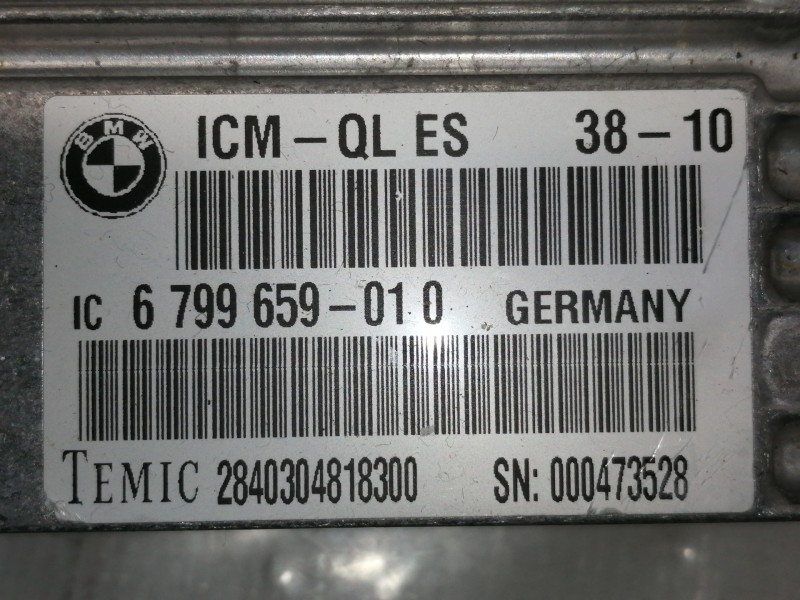 BMW
ICM – QL ES 38 – 10
IC 6 799 659 – 01 0 GERMANY
TEMIC 2840304818300 SN: 000473528